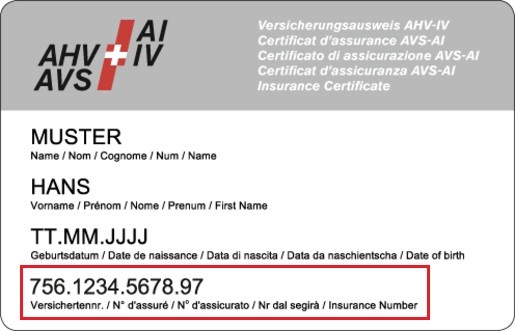 AHV AI
AVS IV
Versicherungsausweis AHV-IV
Certificat d'assurance AVS-AI
Certificato di assicurazione AVS-AI
Certificat d'assicuranza AVS-AI
Insurance Certificate
MUSTER
Name / Nom / Cognome / Num / Name
HANS
Vorname / Prénom / Nome / Prenum / First Name
TT.MM.JJJJ
Geburtsdatum / Date de naissance / Data di nascita / Data da naschientscha / Date of birth
756.1234.5678.97
Versichertennr. / N° d'assuré / N° d'assicurato / Nr dal segirà / Insurance Number